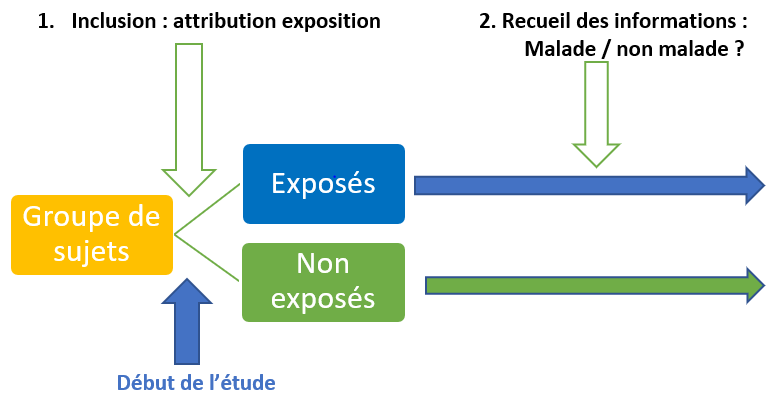 1. Inclusion : attribution exposition
2. Recueil des informations :
Malade / non malade ?
Exposés
Groupe de
sujets
Non
exposés
Début de l’étude